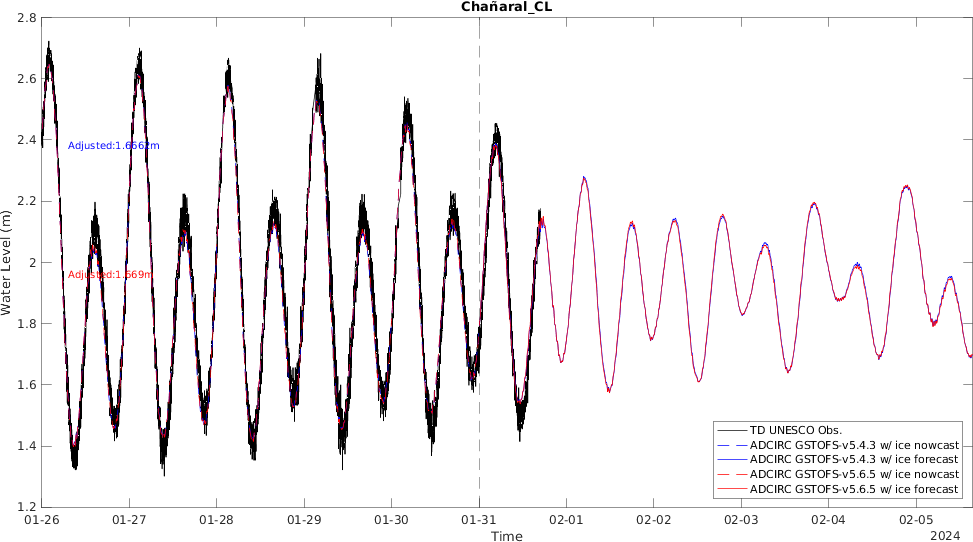 Chañaral_CL
2.8
2.6
2.4
2.2
2
1.8
1.6
1.4
1.2
Water Level (m)
Adjusted:1.6662m
Adjusted:1.669m
TD UNESCO Obs.
ADCIRC GSTOFS-v5.4.3 w/ ice nowcast
ADCIRC GSTOFS-v5.4.3 w/ ice forecast
ADCIRC GSTOFS-v5.6.5 w/ ice nowcast
ADCIRC GSTOFS-v5.6.5 w/ ice forecast
01-26
01-27
01-28
01-29
01-30
01-31
02-01
02-02
02-03
02-04
02-05
Time
2024